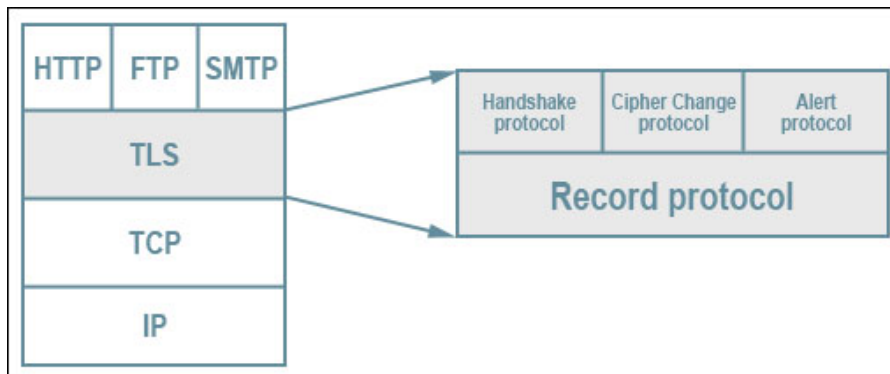 HTTP FTP SMTP
TLS
TCP
IP
Handshake
protocol
Cipher Change
protocol
Alert
protocol
Record protocol